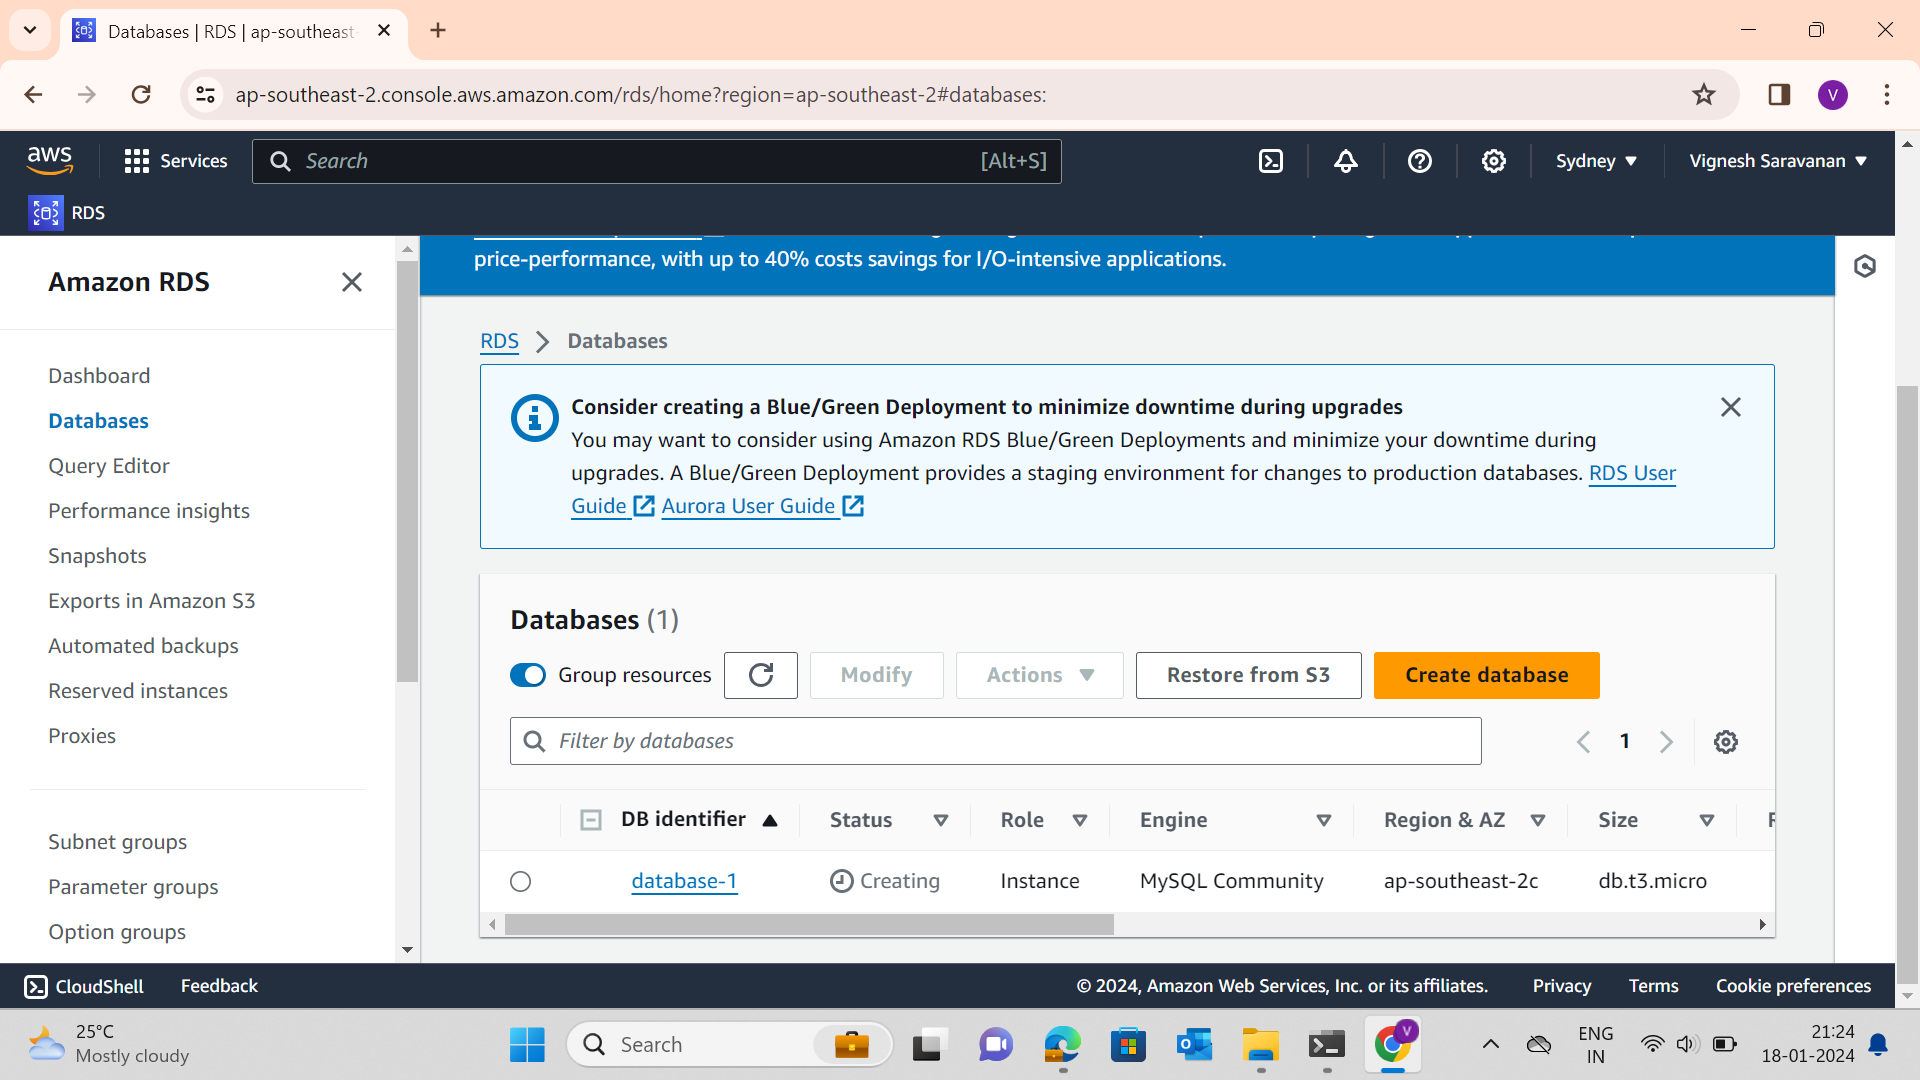 Databases | RDS | ap-southeast-
ap-southeast-2.console.aws.amazon.com/rds/home?region=ap-southeast-2#databases:
V
aws
Services
Search
[Alt+S]
Sydney
Vignesh Saravanan
RDS
Amazon RDS
Dashboard
Databases
Query Editor
Performance insights
Snapshots
Exports in Amazon S3
Automated backups
Reserved instances
Proxies
Subnet groups
Parameter groups
Option groups
price-performance, with up to 40% costs savings for I/O-intensive applications.
RDS > Databases
Consider creating a Blue/Green Deployment to minimize downtime during upgrades
You may want to consider using Amazon RDS Blue/Green Deployments and minimize your downtime during
upgrades. A Blue/Green Deployment provides a staging environment for changes to production databases. RDS User
Guide Aurora User Guide
Databases (1)
Group resources
Modify
Actions
Restore from S3
Create database
Filter by databases
1
DB identifier Status Role Engine Region & AZ Size
database-1 Creating Instance MySQL Community ap-southeast-2c db.t3.micro
CloudShell Feedback
© 2024, Amazon Web Services, Inc. or its affiliates. Privacy Terms Cookie preferences
25°C
Mostly cloudy
Search
V
ENG
IN
21:24
18-01-2024